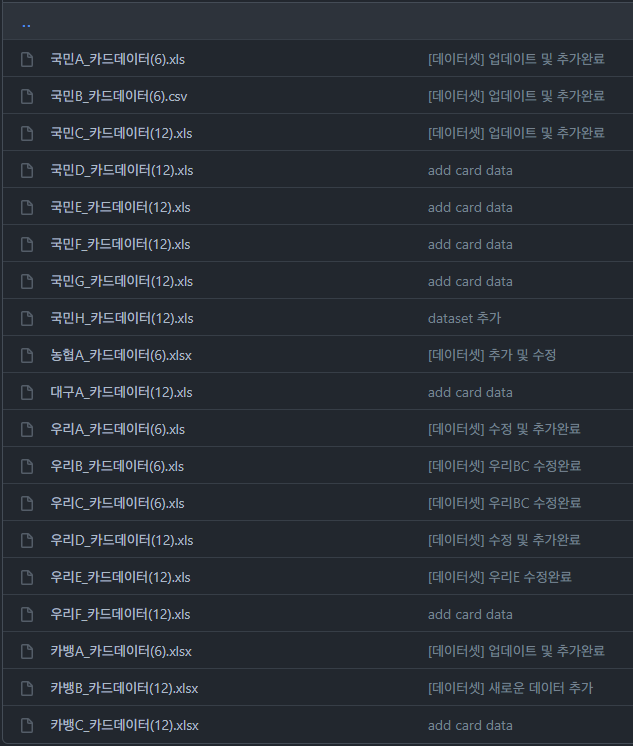 ..
국민A_카드데이터(6).xls [데이터셋] 업데이트 및 추가완료
국민B_카드데이터(6).csv [데이터셋] 업데이트 및 추가완료
국민C_카드데이터(12).xls [데이터셋] 업데이트 및 추가완료
국민D_카드데이터(12).xls add card data
국민E_카드데이터(12).xls add card data
국민F_카드데이터(12).xls add card data
국민G_카드데이터(12).xls add card data
국민H_카드데이터(12).xls dataset 추가
농협A_카드데이터(6).xlsx [데이터셋] 추가 및 수정
대구A_카드데이터(12).xls add card data
우리A_카드데이터(6).xls [데이터셋] 수정 및 추가완료
우리B_카드데이터(6).xls [데이터셋] 우리BC 수정완료
우리C_카드데이터(6).xls [데이터셋] 우리BC 수정완료
우리D_카드데이터(12).xls [데이터셋] 수정 및 추가완료
우리E_카드데이터(12).xls [데이터셋] 우리E 수정완료
우리F_카드데이터(12).xls add card data
카뱅A_카드데이터(6).xlsx [데이터셋] 업데이트 및 추가완료
카뱅B_카드데이터(12).xlsx [데이터셋] 새로운 데이터 추가
카뱅C_카드데이터(12).xlsx add card data